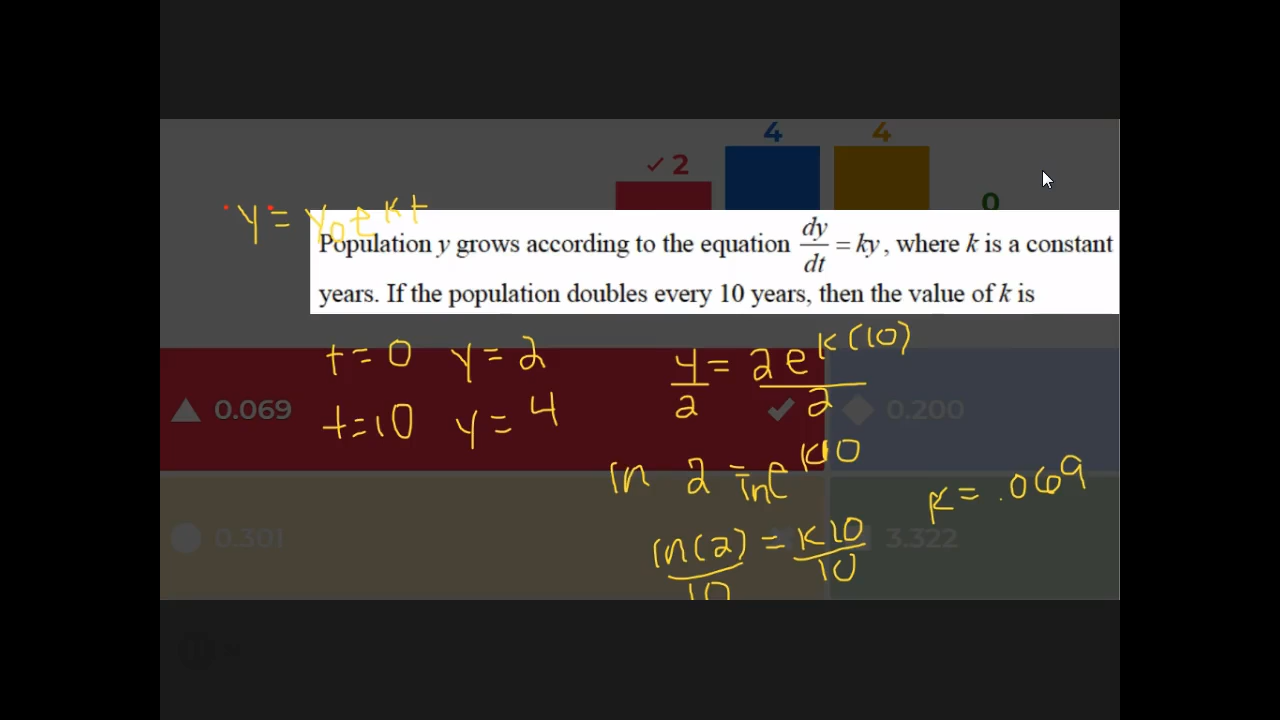 4 4
✓ 2
0
y = y₀e^kt
Population y grows according to the equation dy/dt = ky, where k is a constant
years. If the population doubles every 10 years, then the value of k is
t=0 y=2
4/2 = 2e^k(10)/2
0.069
0.200
t=10 y=4
ln 2 = ln e^k10
k = .069
0.301
3.322
ln(2)/10 = k10/10